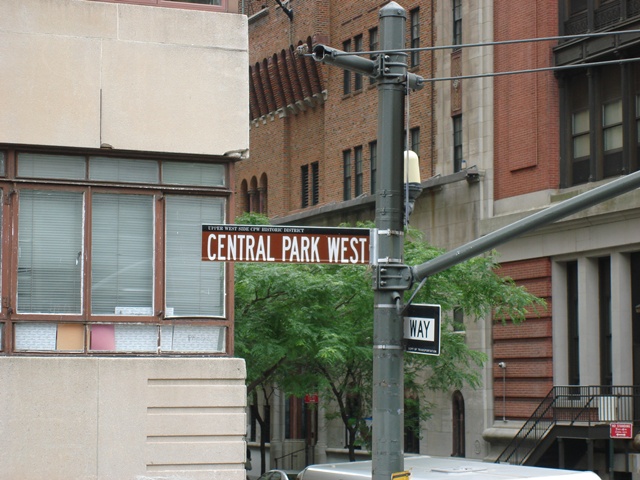 UPPER WEST SIDE CPW HISTORIC DISTRICT
CENTRAL PARK WEST
WAY